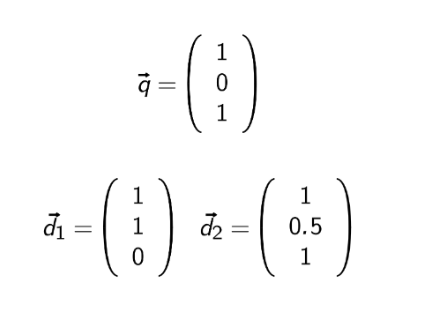 q⃗ = ( 1 0 1 )
d⃗1 = ( 1 1 0 ) d⃗2 = ( 1 0.5 1 )